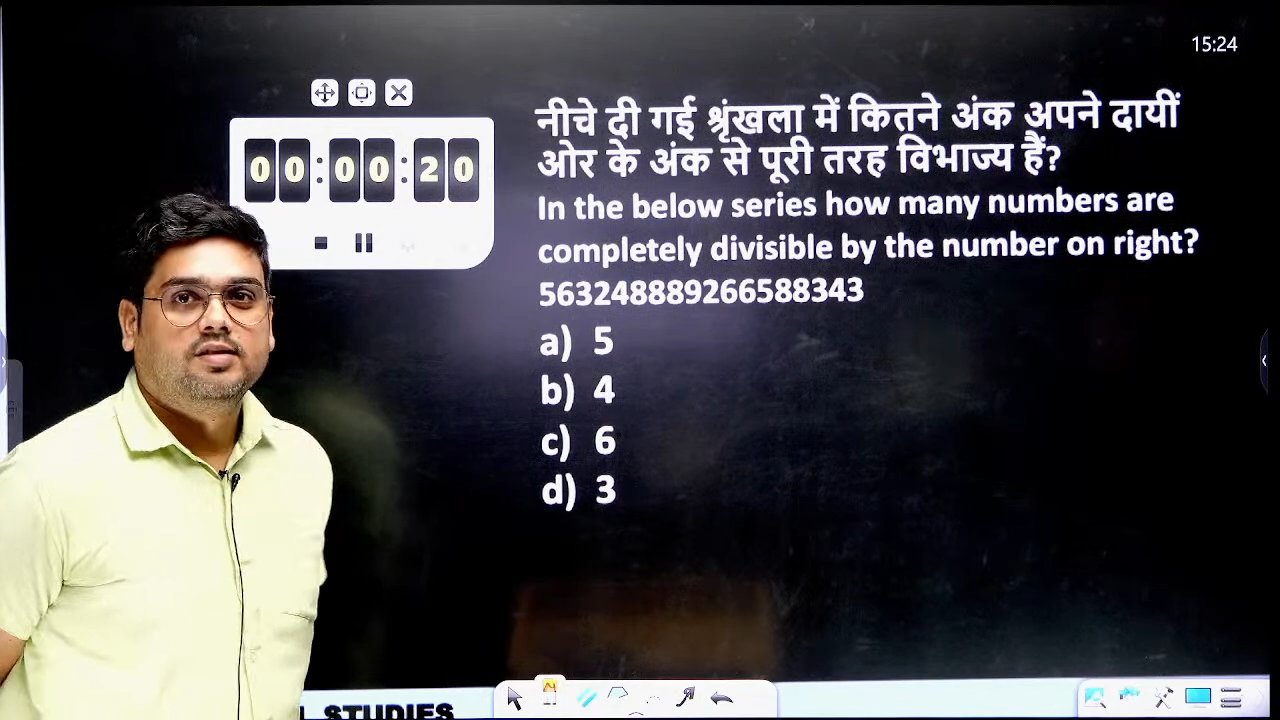 15:24
00:00:20
नीचे दी गई श्रृंखला में कितने अंक अपने दायीं
ओर के अंक से पूरी तरह विभाज्य हैं?
In the below series how many numbers are
completely divisible by the number on right?
563248889266588343
a) 5
b) 4
c) 6
d) 3
STUDIES